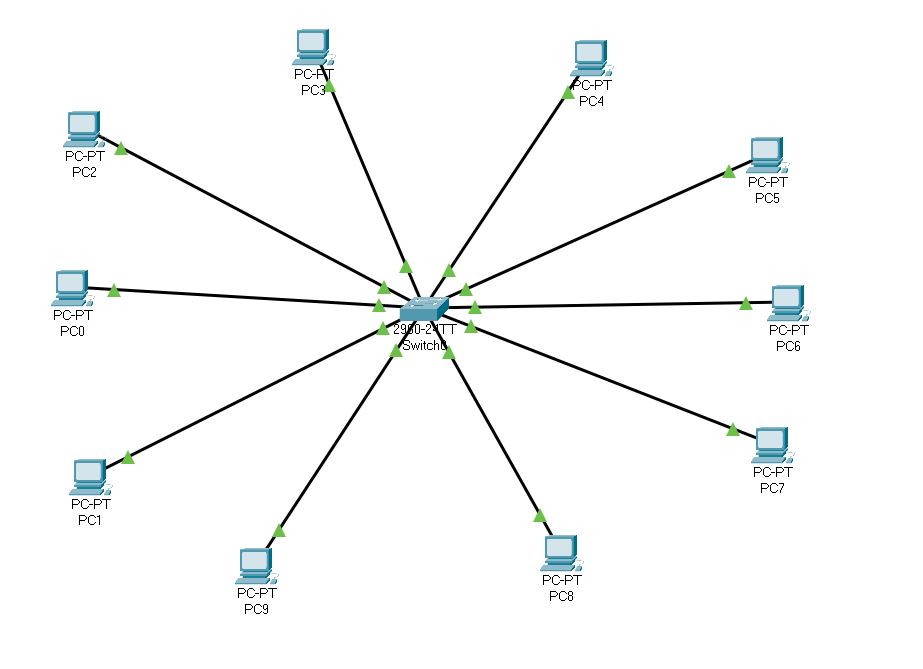 PC-PT
PC3
PC-PT
PC4
PC-PT
PC2
PC-PT
PC5
PC-PT
PC0
PC-PT
PC6
2960-24TT
Switch0
PC-PT
PC7
PC-PT
PC1
PC-PT
PC8
PC-PT
PC9